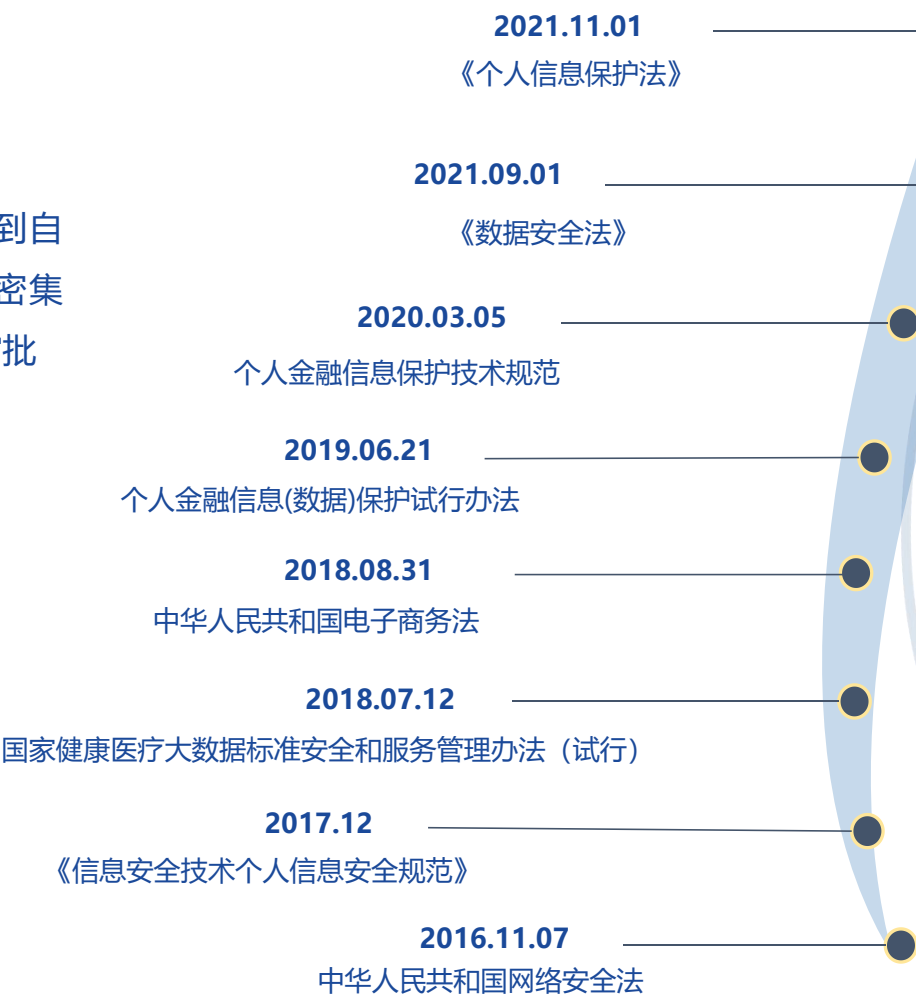 2021.11.01
《个人信息保护法》
2021.09.01
《数据安全法》
到自
密集
批
2020.03.05
个人金融信息保护技术规范
2019.06.21
个人金融信息(数据)保护试行办法
2018.08.31
中华人民共和国电子商务法
2018.07.12
国家健康医疗大数据标准安全和服务管理办法（试行）
2017.12
《信息安全技术个人信息安全规范》
2016.11.07
中华人民共和国网络安全法